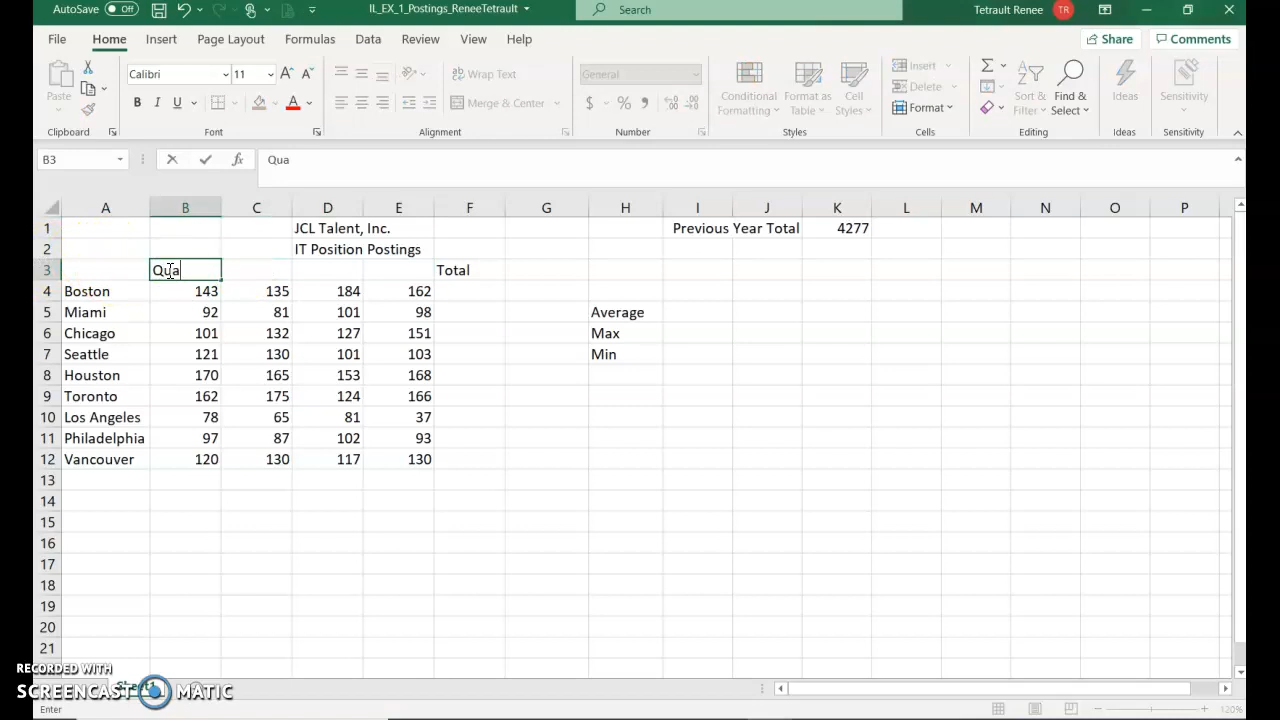 AutoSave Off IL_EX_1_Postings_ReneeTetrault Search Tetrault Renee TR
File Home Insert Page Layout Formulas Data Review View Help Share Comments
Paste Calibri 11 Wrap Text General Conditional Formatting Format as Table Cell Styles Insert Delete Format Sort & Filter Find & Select Ideas Sensitivity
B I U A Merge & Center $ %
Clipboard Font Alignment Number Styles Cells Editing Ideas Sensitivity
B3 fx Qua
A B C D E F G H I J K L M N O P
1 JCL Talent, Inc. Previous Year Total 4277
2 IT Position Postings
3 Qua Total
4 Boston 143 135 184 162
5 Miami 92 81 101 98 Average
6 Chicago 101 132 127 151 Max
7 Seattle 121 130 101 103 Min
8 Houston 170 165 153 168
9 Toronto 162 175 124 166
10 Los Angeles 78 65 81 37
11 Philadelphia 97 87 102 93
12 Vancouver 120 130 117 130
13
14
15
16
17
18
19
20
21
RECORDED WITH
SCREENCAST MATIC
Enter 120%